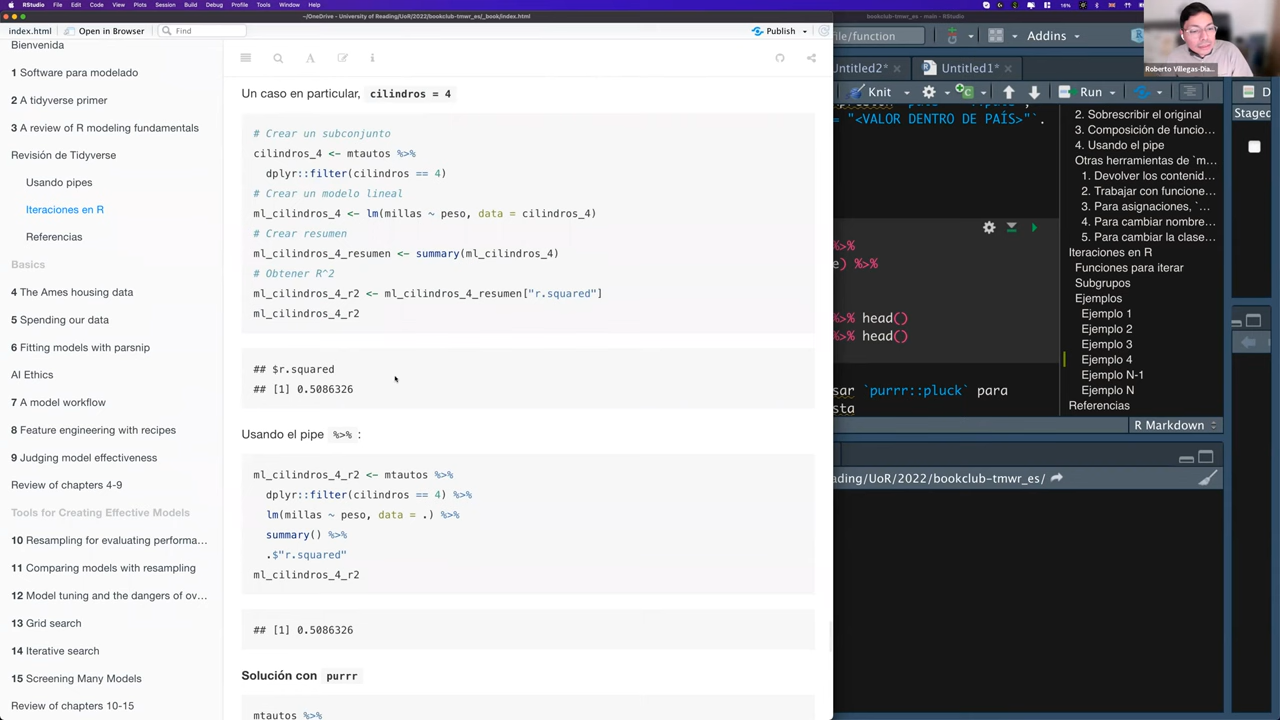 RStudio File Edit Code View Plots Session Build Debug Profile Tools Window Help
~/OneDrive - University of Reading/UoR/2022/bookclub-tmwr_es/_book/index.html
bookclub-tmwr_es - main - RStudio
index.html Open in Browser Find Publish
file/function Addins
Roberto Villegas-Dia...
Untitled2* Untitled1*
Knit Run
Staged
Bienvenida
1 Software para modelado
2 A tidyverse primer
3 A review of R modeling fundamentals
Revisión de Tidyverse
Usando pipes
Iteraciones en R
Referencias
Basics
4 The Ames housing data
5 Spending our data
6 Fitting models with parsnip
AI Ethics
7 A model workflow
8 Feature engineering with recipes
9 Judging model effectiveness
Review of chapters 4-9
Tools for Creating Effective Models
10 Resampling for evaluating performa...
11 Comparing models with resampling
12 Model tuning and the dangers of ov...
13 Grid search
14 Iterative search
15 Screening Many Models
Review of chapters 10-15
Un caso en particular, cilindros = 4
# Crear un subconjunto
cilindros_4 <- mtautos %>%
dplyr::filter(cilindros == 4)
# Crear un modelo lineal
ml_cilindros_4 <- lm(millas ~ peso, data = cilindros_4)
# Crear resumen
ml_cilindros_4_resumen <- summary(ml_cilindros_4)
# Obtener R^2
ml_cilindros_4_r2 <- ml_cilindros_4_resumen["r.squared"]
ml_cilindros_4_r2
## $r.squared
## [1] 0.5086326
Usando el pipe %>% :
ml_cilindros_4_r2 <- mtautos %>%
dplyr::filter(cilindros == 4) %>%
lm(millas ~ peso, data = .) %>%
summary() %>%
.$"r.squared"
ml_cilindros_4_r2
## [1] 0.5086326
Solución con purrr
mtautos %>%
= "<VALOR DENTRO DE PAÍS>"`.
%>%
e) %>%
%>% head()
%>% head()
sar `purrr::pluck` para
sta
2. Sobrescribir el original
3. Composición de funcio...
4. Usando el pipe
Otras herramientas de `m...
1. Devolver los contenid...
2. Trabajar con funcione...
3. Para asignaciones, `...
4. Para cambiar nombre...
5. Para cambiar la clase...
Iteraciones en R
Funciones para iterar
Subgrupos
Ejemplos
Ejemplo 1
Ejemplo 2
Ejemplo 3
Ejemplo 4
Ejemplo N-1
Ejemplo N
Referencias
R Markdown
ading/UoR/2022/bookclub-tmwr_es/